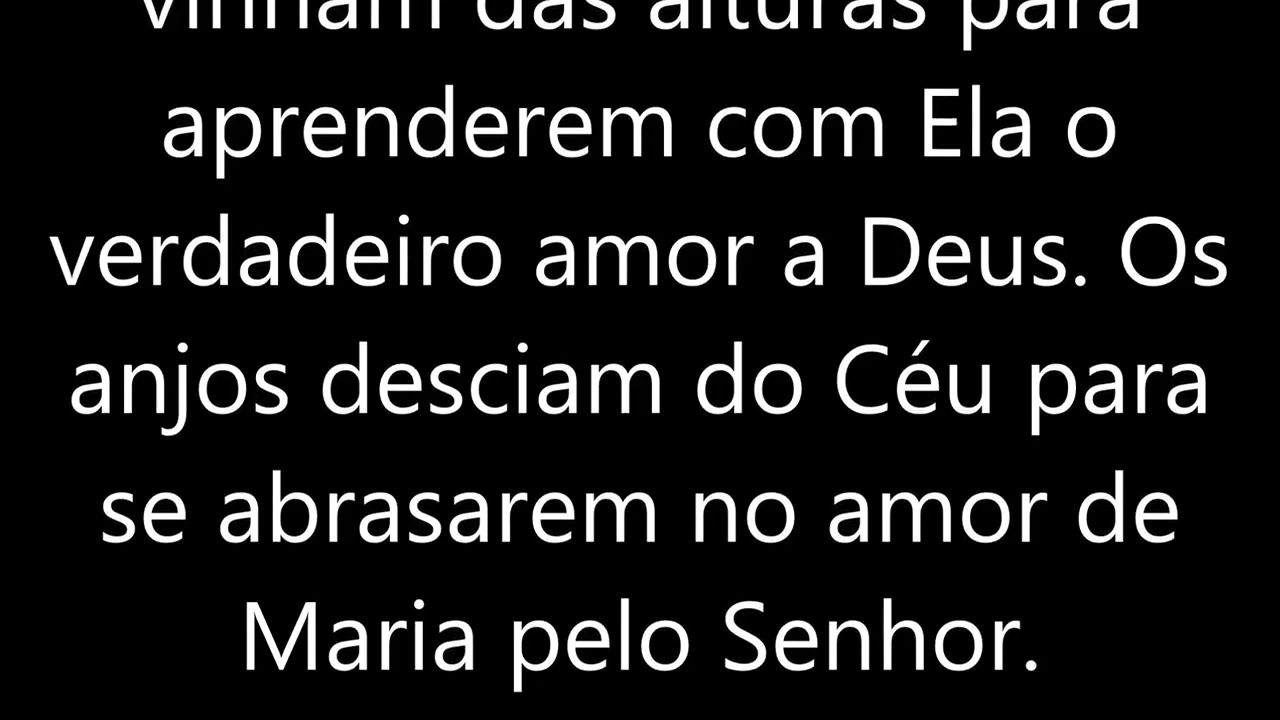 vinham das alturas para
aprenderem com Ela o
verdadeiro amor a Deus. Os
anjos desciam do Céu para
se abrasarem no amor de
Maria pelo Senhor.